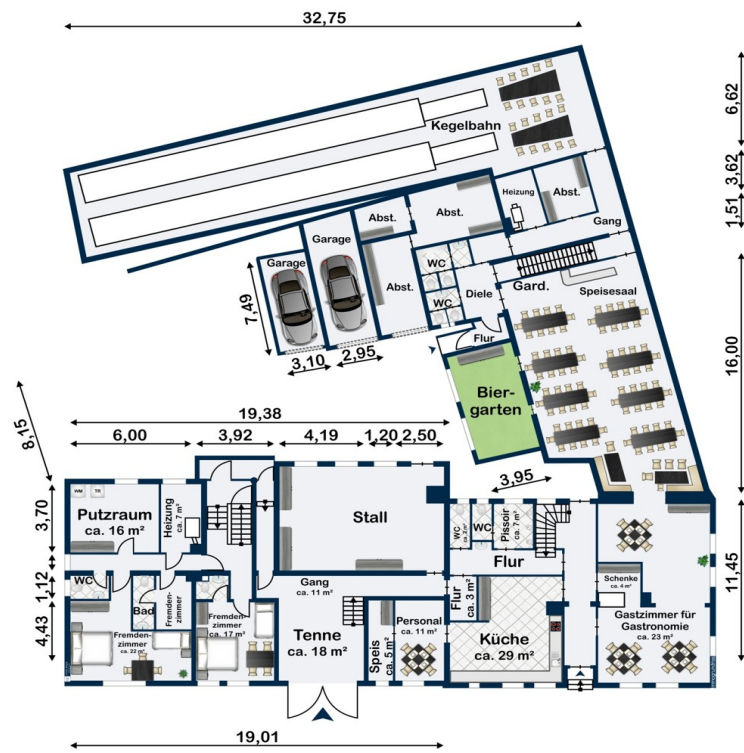 32,75
6,62
3,62
1,51
Kegelbahn
Heizung
Abst.
Abst.
Abst.
Gang
Garage
Garage
Abst.
WC
WC
Diele
Gard.
Speisesaal
Flur
7,49
3,10
2,95
16,00
Bier-
garten
8,15
19,38
6,00
3,92
4,19
1,20
2,50
3,95
3,70
WM
TR
Putzraum
ca. 16 m²
Heizung
ca. 7 m²
Stall
WC
WC
Pissoir
ca. 7 m²
Flur
11,45
1,12
WC
Bad
Fremden-
zimmer
Gang
ca. 11 m²
Flur
ca. 3 m²
Schenke
ca. 4 m²
4,43
Fremden-
zimmer
ca. 22 m²
Fremden-
zimmer
ca. 17 m²
Tenne
ca. 18 m²
Speis
ca. 5 m²
Personal
ca. 11 m²
Küche
ca. 29 m²
Gastzimmer für
Gastronomie
ca. 23 m²
19,01